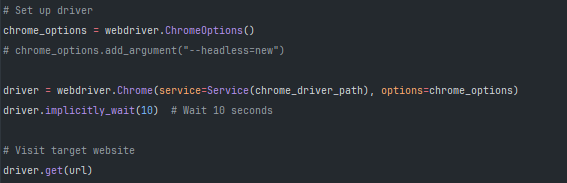 # Set up driver
chrome_options = webdriver.ChromeOptions()
# chrome_options.add_argument("--headless=new")
driver = webdriver.Chrome(service=Service(chrome_driver_path), options=chrome_options)
driver.implicitly_wait(10)  # Wait 10 seconds
# Visit target website
driver.get(url)